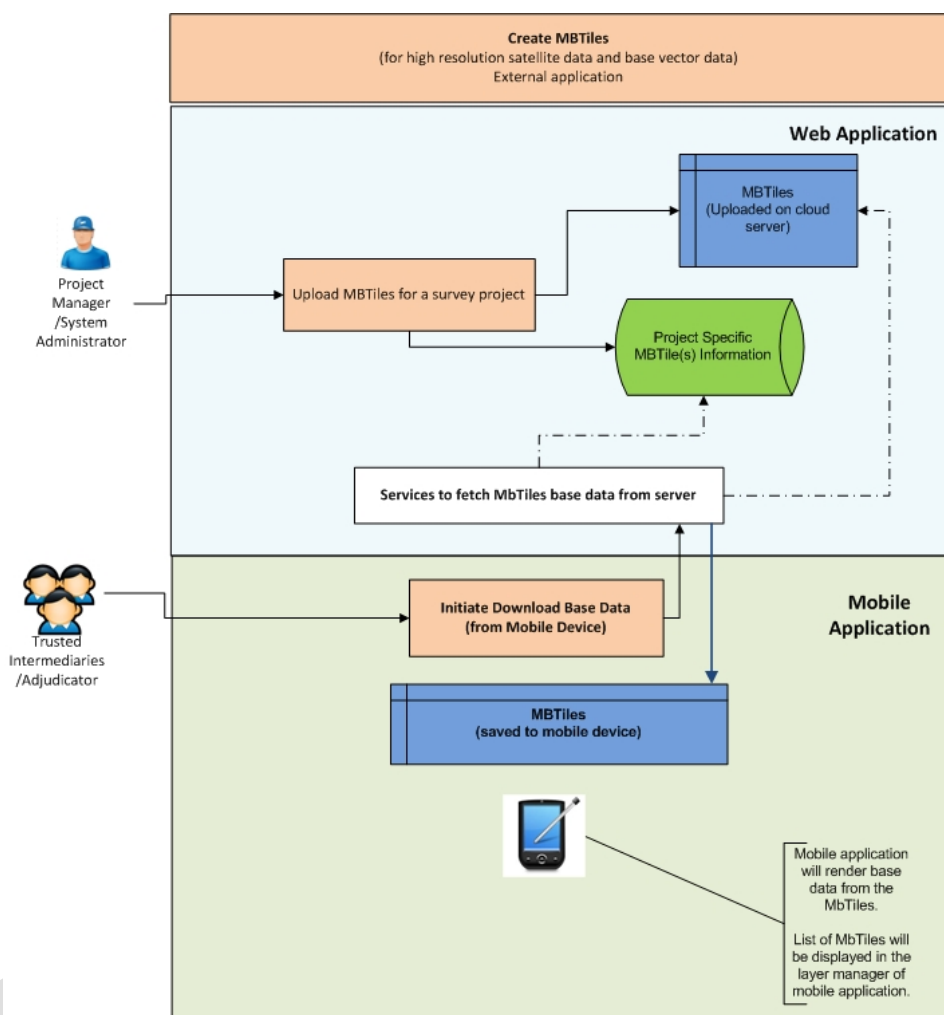 Create MBTiles
(for high resolution satellite data and base vector data)
External application
Web Application
MBTiles
(Uploaded on cloud
server)
Project
Manager
/System
Administrator
Upload MBTiles for a survey project
Project Specific
MBTile(s) Information
Services to fetch MbTiles base data from server
Trusted
Intermediaries
/Adjudicator
Initiate Download Base Data
(from Mobile Device)
Mobile
Application
MBTiles
(saved to mobile device)
Mobile application
will render base
data from the
MbTiles.
List of MbTiles will
be displayed in the
layer manager of
mobile application.